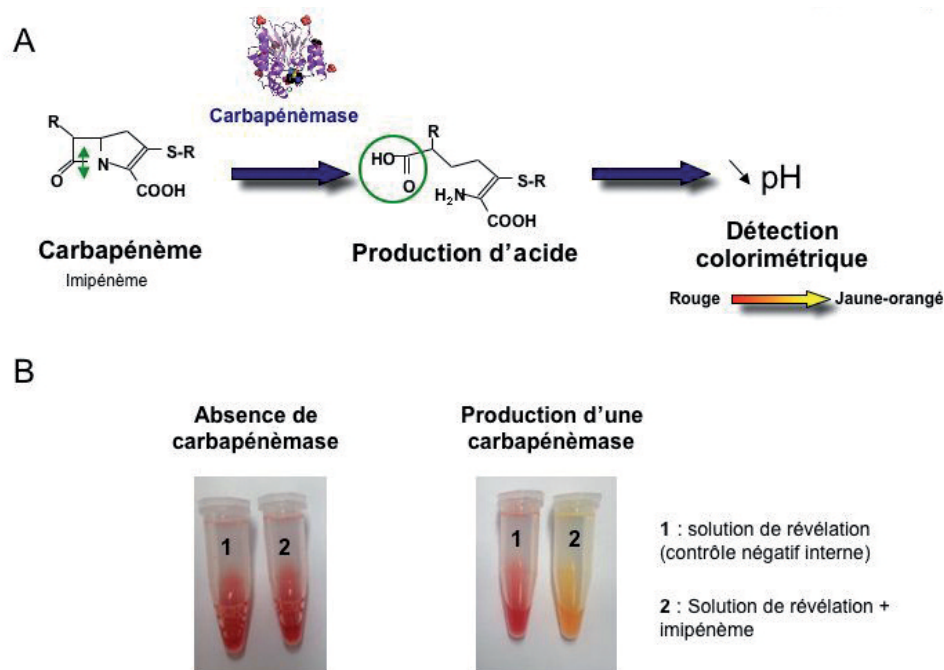 A
Carbapénèmase
R
S-R
N
O
COOH
R
HO
O
S-R
H₂N
COOH
pH
Carbapénème
Imipénème
Production d'acide
Détection
colorimétrique
Rouge
Jaune-orangé
B
Absence de
carbapénèmase
Production d'une
carbapénèmase
1
2
1
2
1 : solution de révélation
(contrôle négatif interne)
2 : Solution de révélation +
imipénème